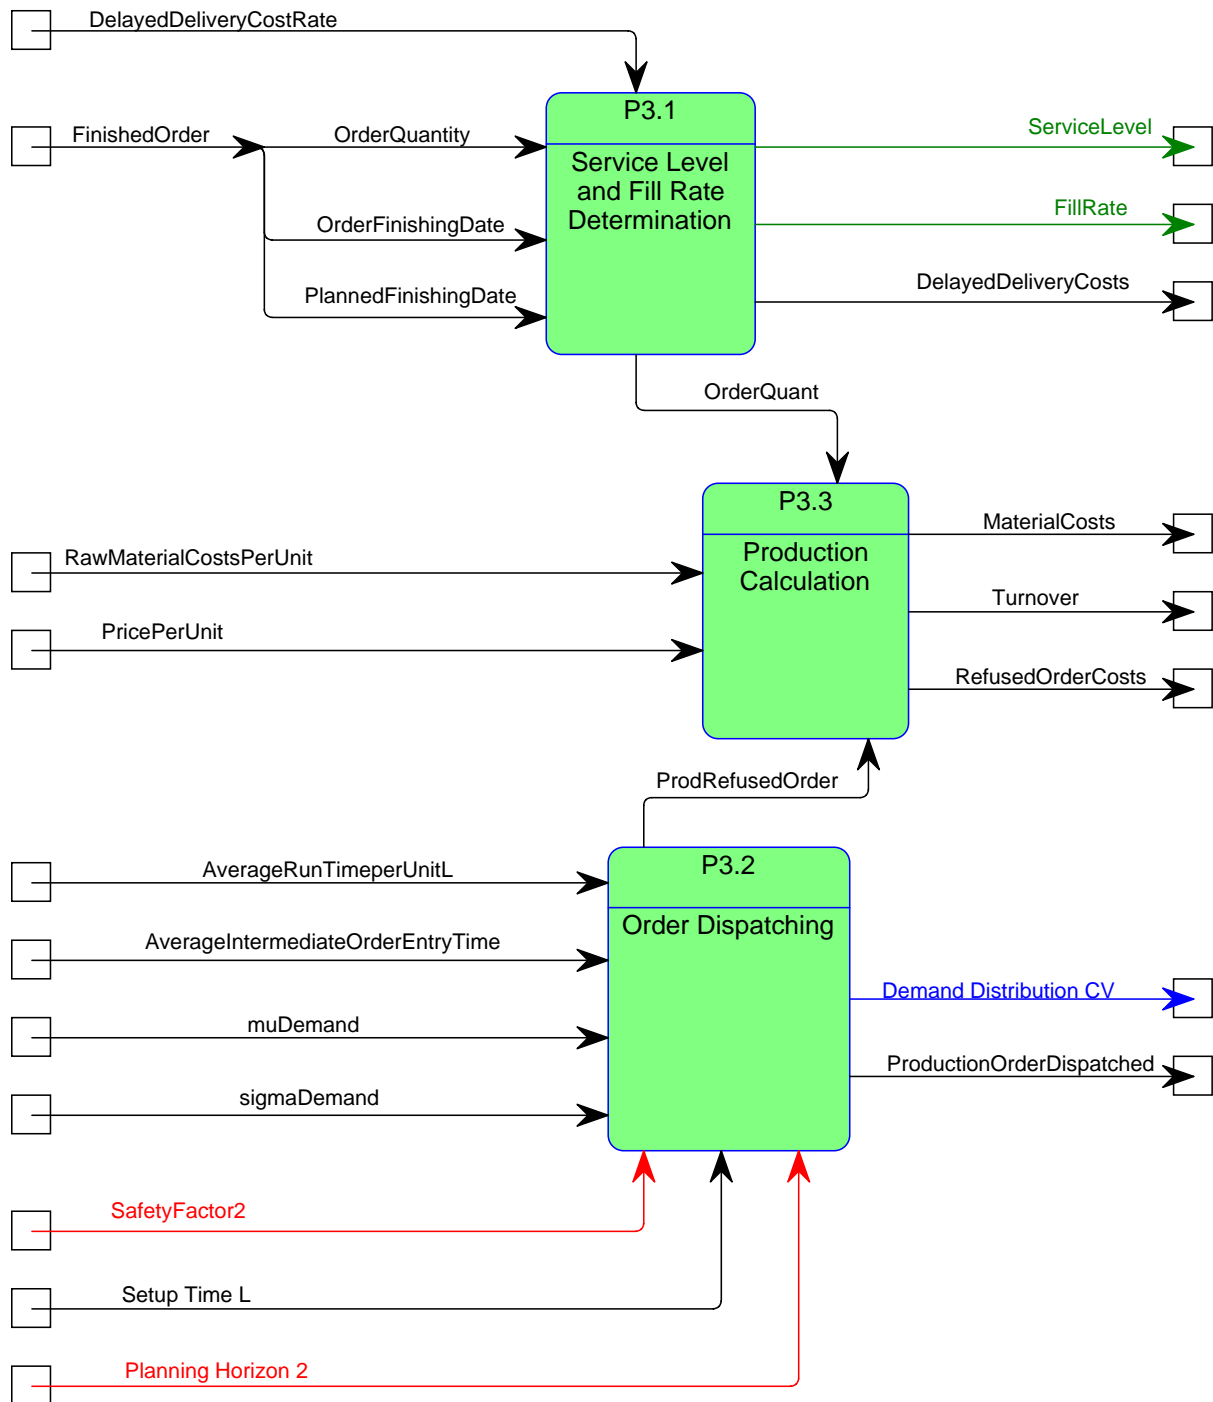 DelayedDeliveryCostRate
P3.1
FinishedOrder
OrderQuantity
ServiceLevel
Service Level
and Fill Rate
Determination
OrderFinishingDate
FillRate
PlannedFinishingDate
DelayedDeliveryCosts
OrderQuant
P3.3
MaterialCosts
RawMaterialCostsPerUnit
Production
Calculation
Turnover
PricePerUnit
RefusedOrderCosts
ProdRefusedOrder
AverageRunTimeperUnitL
P3.2
Order Dispatching
AverageIntermediateOrderEntryTime
Demand Distribution CV
muDemand
ProductionOrderDispatched
sigmaDemand
SafetyFactor2
Setup Time L
Planning Horizon 2